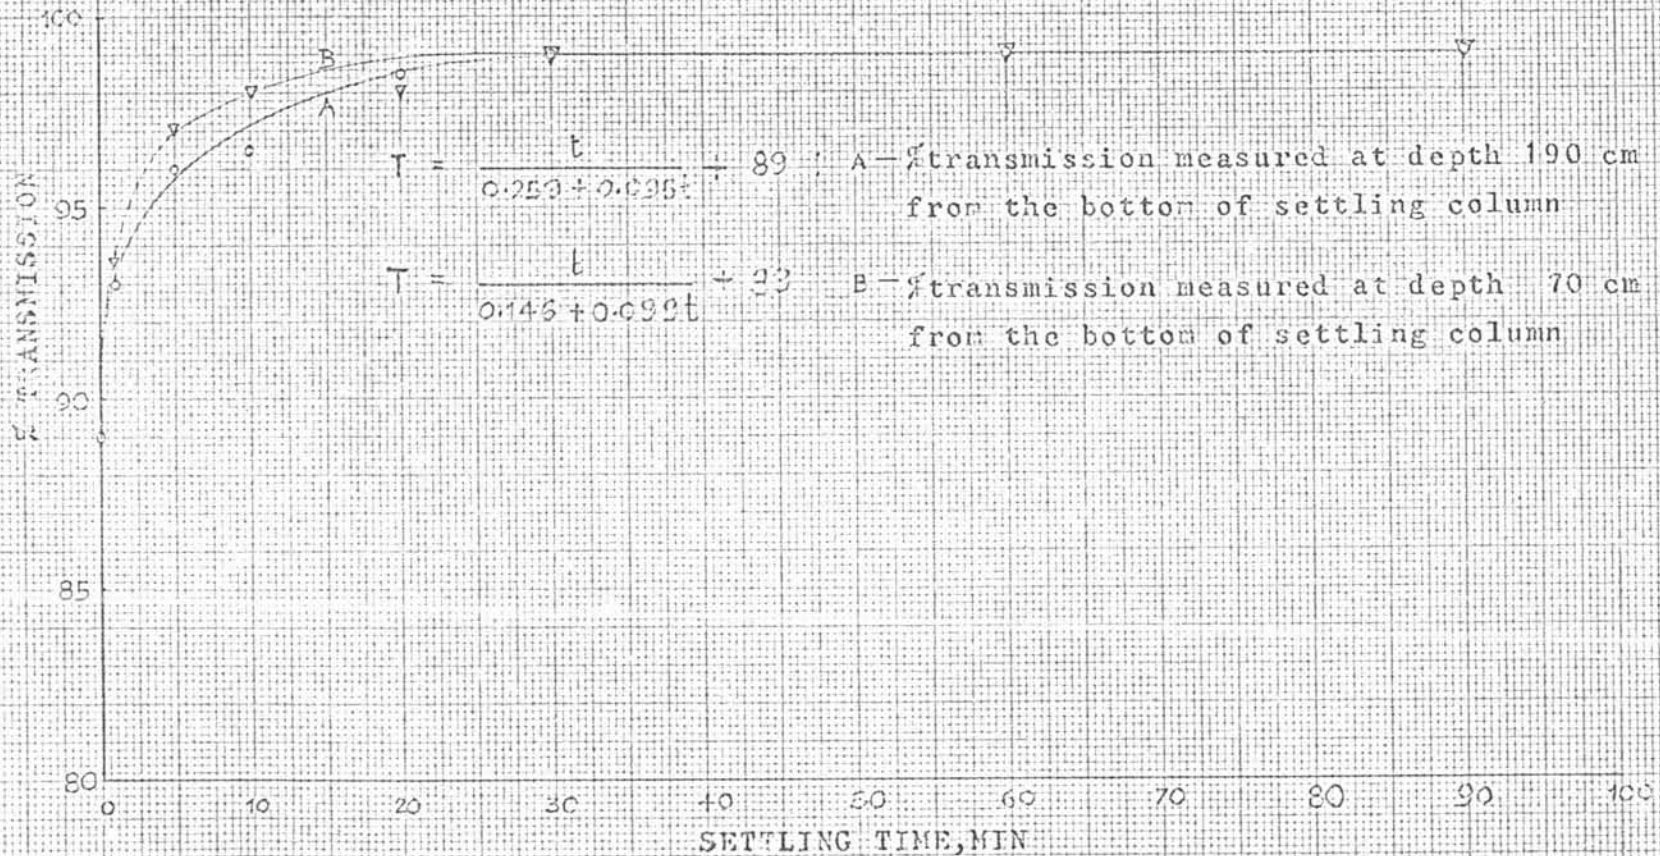 100
B
A
T = t / 0.253 + 0.095t + 89 ; A — % transmission measured at depth 190 cm
from the bottom of settling column
95
T = t / 0.146 + 0.099t + B — % transmission measured at depth 70 cm
from the bottom of settling column
90
85
80
% TRANSMISSION
0 10 20 30 40 50 60 70 80 90 100
SETTLING TIME, MIN